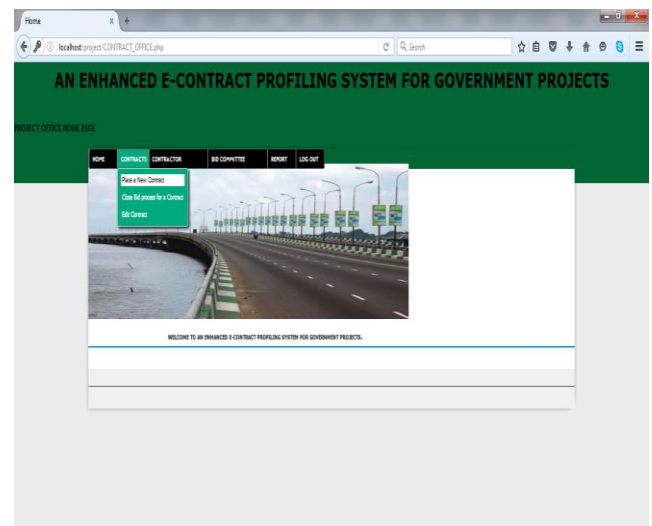 Home x +
localhost/project/CONTRACT_OFFICE.php
Search
AN ENHANCED E-CONTRACT PROFILING SYSTEM FOR GOVERNMENT PROJECTS
PROJECT OFFICE HOME PAGE
HOME CONTRACTS CONTRACTOR BID COMMITTEE REPORT LOG OUT
Place a New Contract
Close Bid process for a Contract
Edit Contract
WELCOME TO AN ENHANCED E-CONTRACT PROFILING SYSTEM FOR GOVERNMENT PROJECTS.